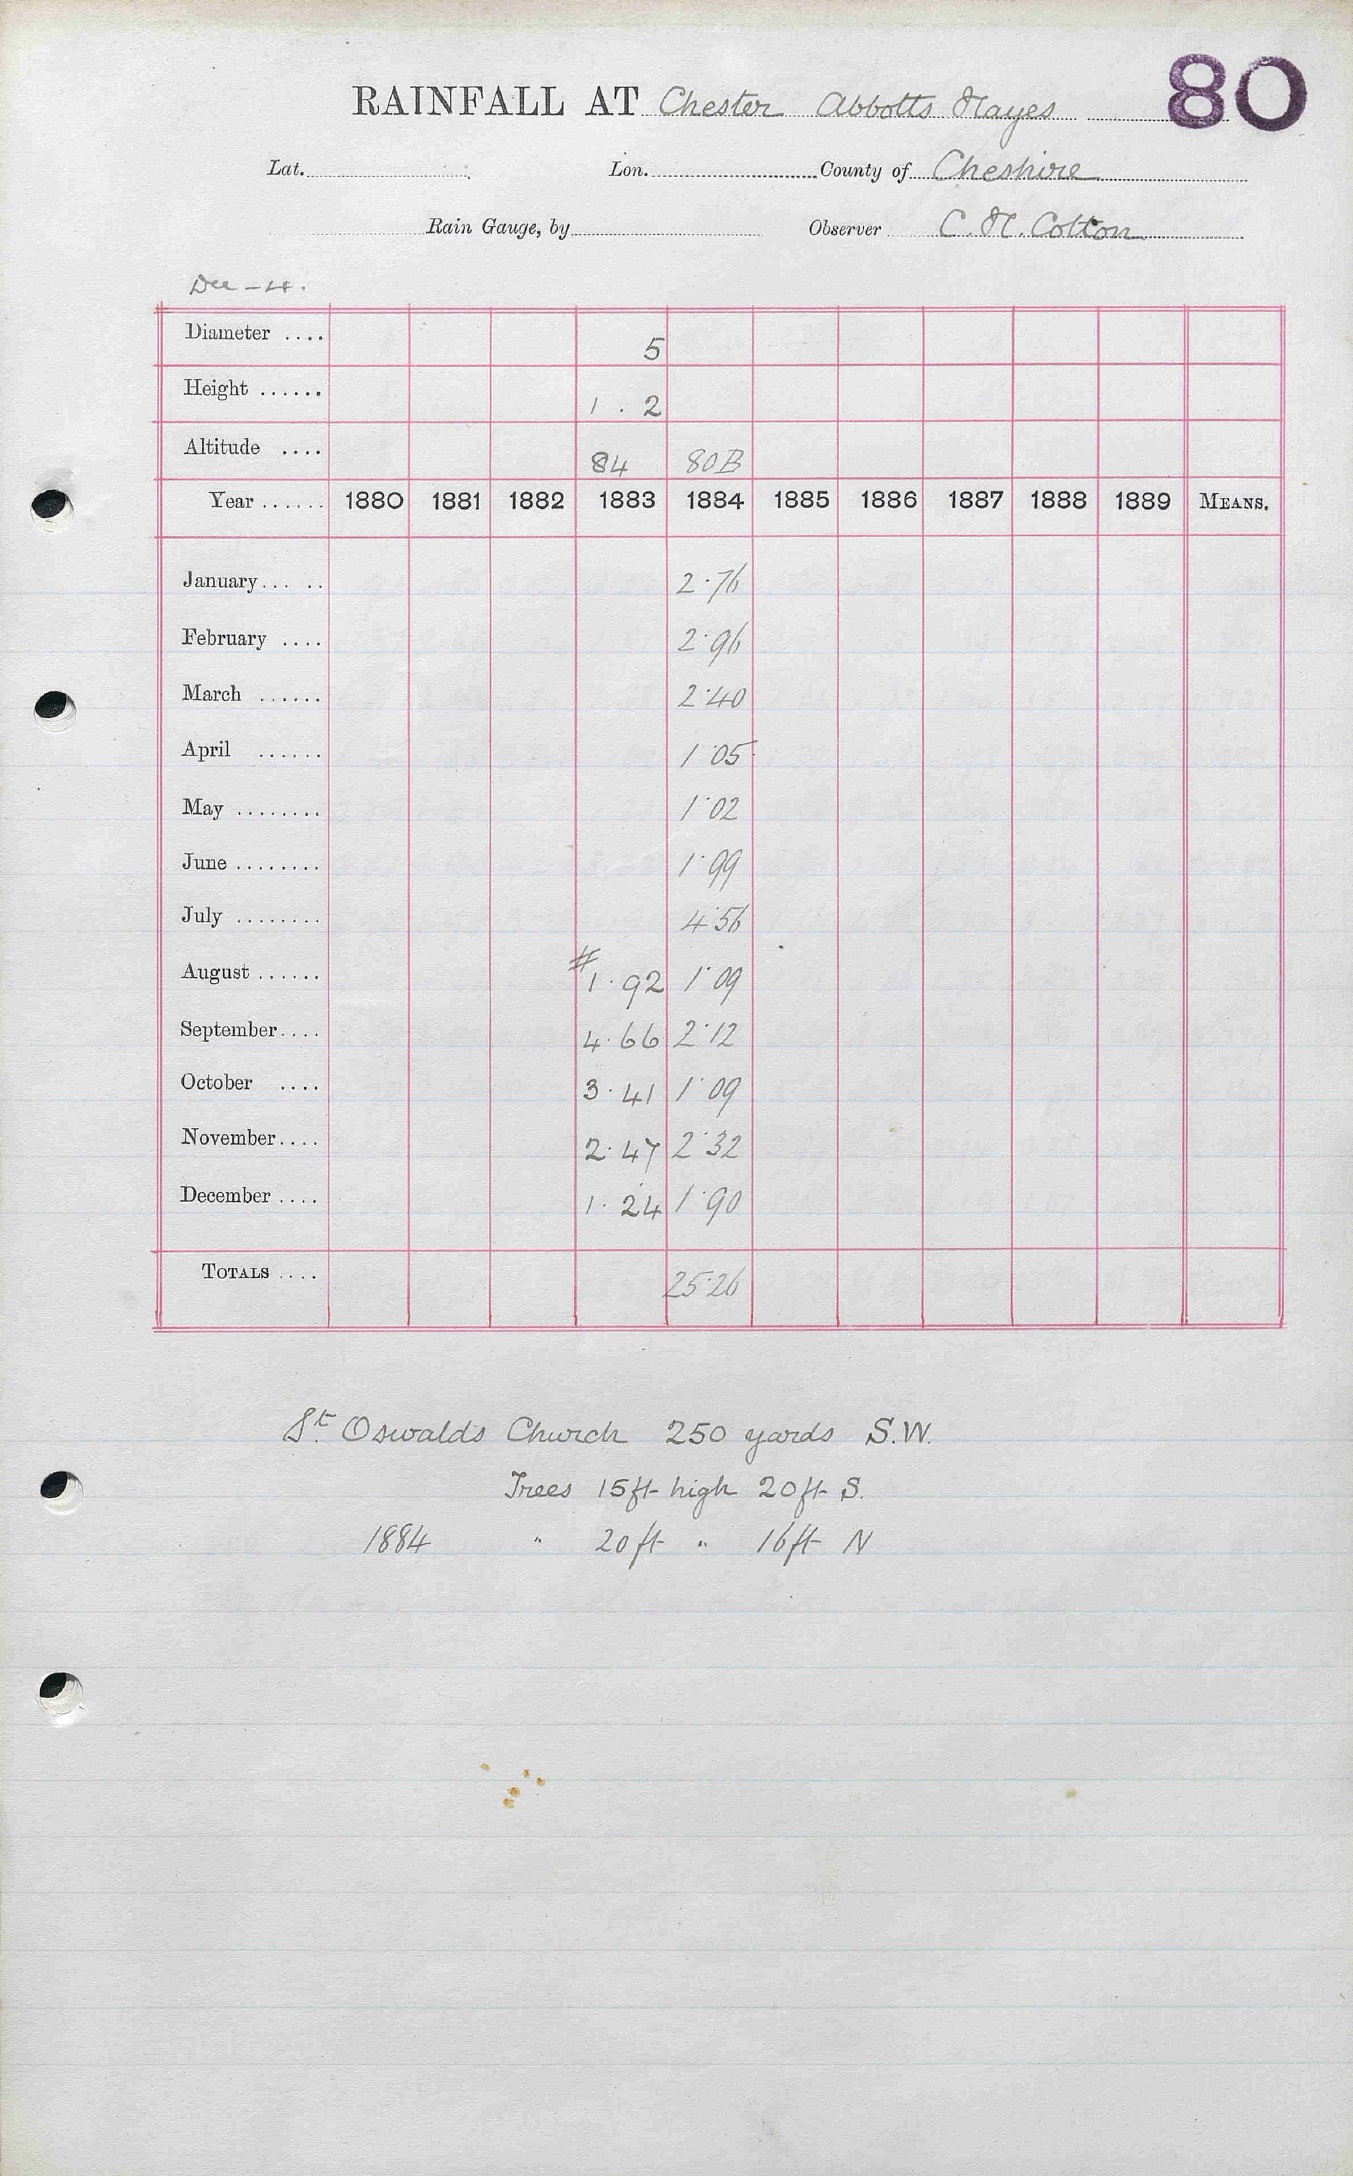 80
RAINFALL AT Chester Abbotts Hayes
Lat. Lon. County of Cheshire
Rain Gauge, by Observer C. H. Cotton
Dec - 4.
Diameter .... 5
Height ...... 1 . 2
Altitude .... 84 80B
Year ...... 1880 1881 1882 1883 1884 1885 1886 1887 1888 1889 MEANS.
January... .. 2·76
February .... 2·96
March ...... 2·40
April ...... 1·05
May ........ 1·02
June ........ 1·99
July ........ 4·56
August ...... #1·92 1·09
September.... 4·66 2·12
October .... 3·41 1·09
November.... 2·47 2·32
December .... 1·24 1·90
TOTALS .... 25·26
St. Oswalds Church 250 yards S.W.
Trees 15ft high 20ft S.
1884 " 20ft " 16ft N